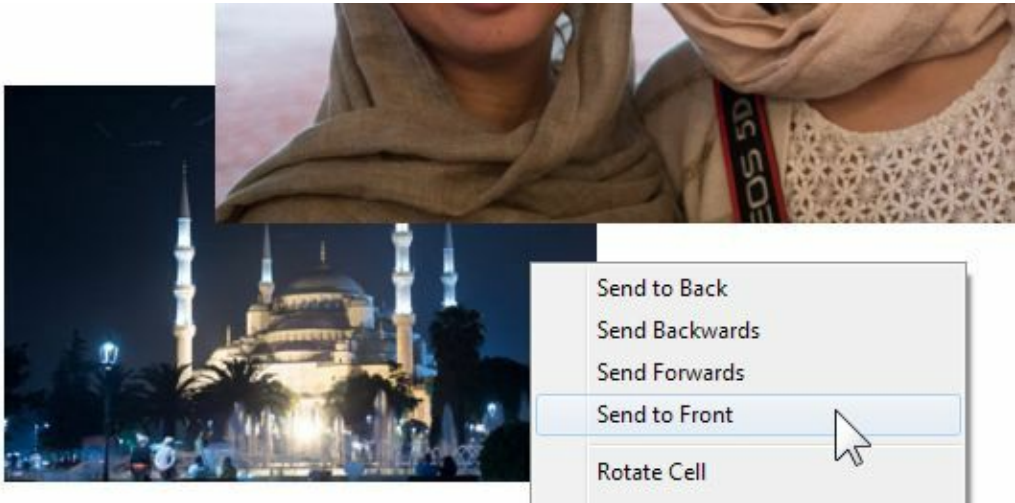 EOS 5D
Send to Back
Send Backwards
Send Forwards
Send to Front
Rotate Cell